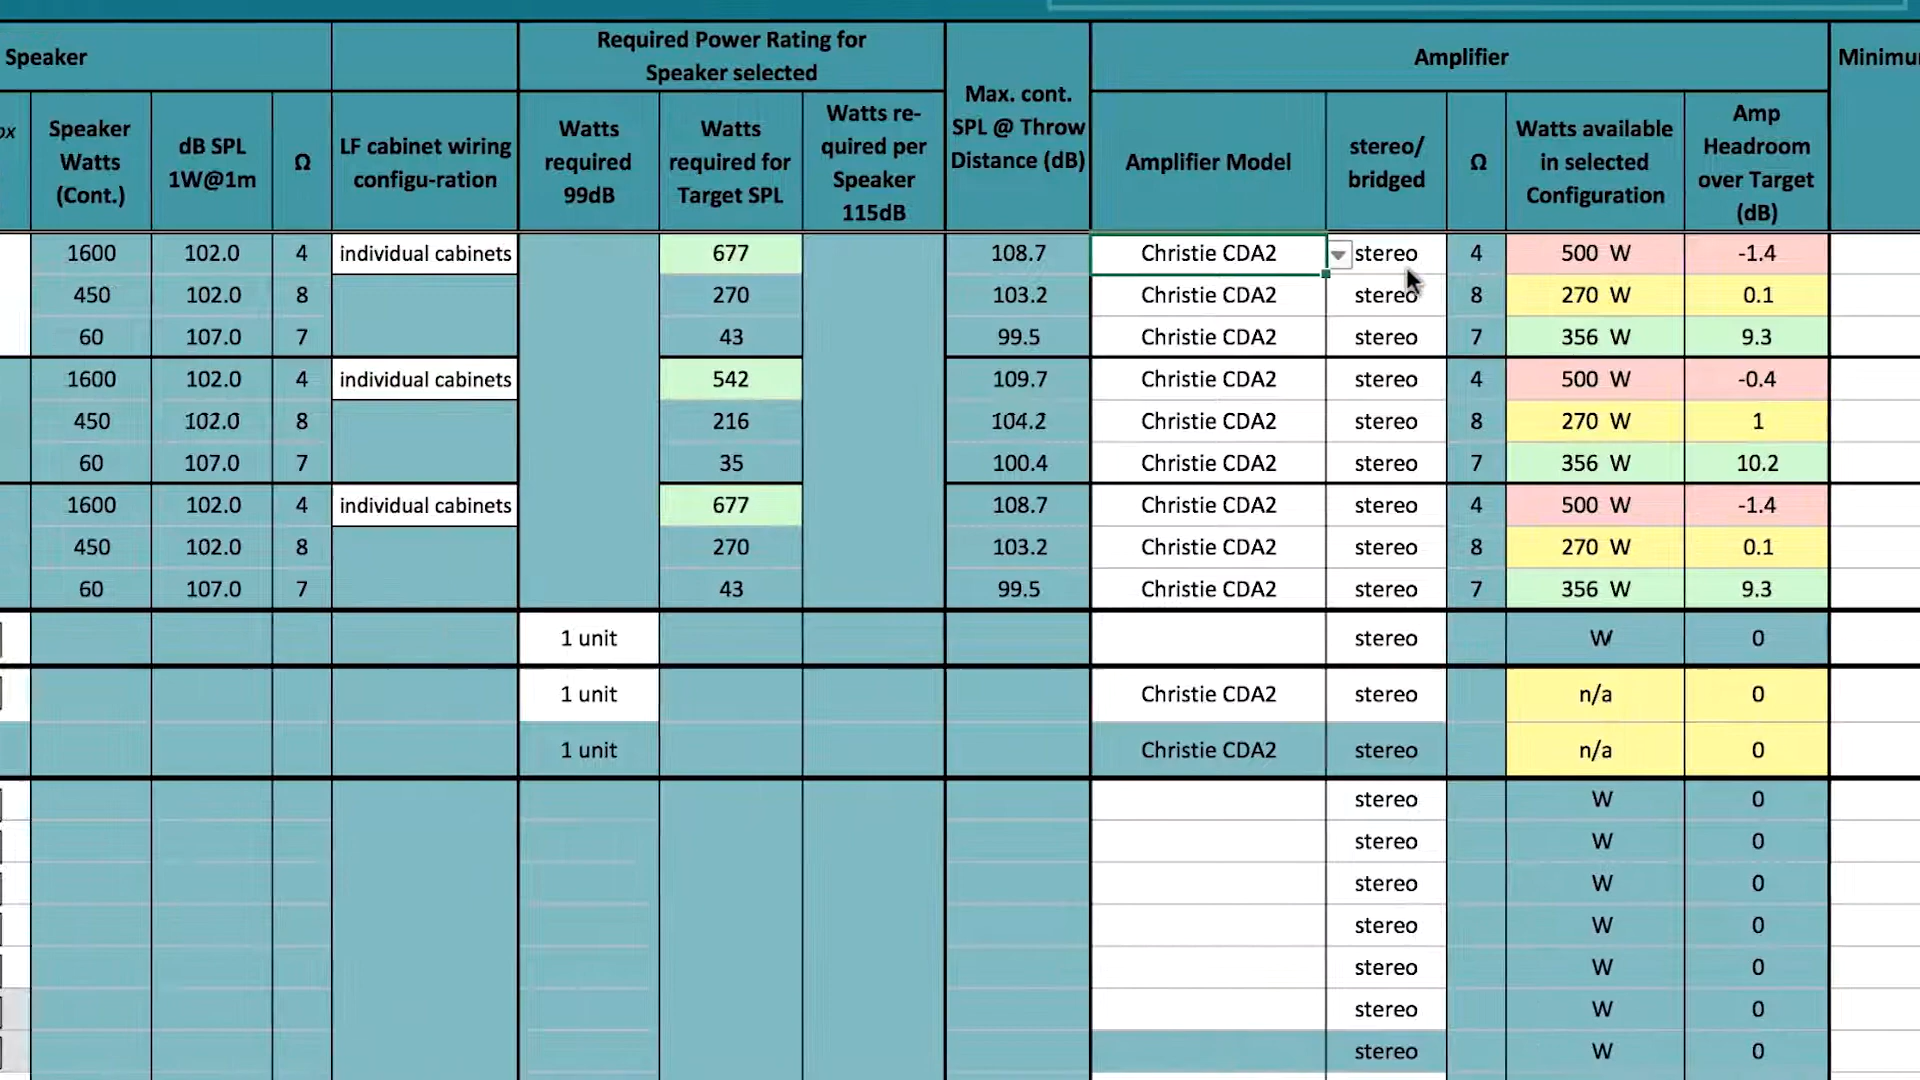 Speaker
Required Power Rating for
Speaker selected
Max. cont.
SPL @ Throw
Distance (dB)
Amplifier
Speaker
Watts
(Cont.)
dB SPL
1W@1m
Ω
LF cabinet wiring
configu-ration
Watts
required
99dB
Watts
required for
Target SPL
Watts re-
quired per
Speaker
115dB
Amplifier Model
stereo/
bridged
Ω
Watts available
in selected
Configuration
Amp
Headroom
over Target
(dB)
1600 102.0 4 individual cabinets 677 108.7 Christie CDA2 stereo 4 500 W -1.4
450 102.0 8 270 103.2 Christie CDA2 stereo 8 270 W 0.1
60 107.0 7 43 99.5 Christie CDA2 stereo 7 356 W 9.3
1600 102.0 4 individual cabinets 542 109.7 Christie CDA2 stereo 4 500 W -0.4
450 102.0 8 216 104.2 Christie CDA2 stereo 8 270 W 1
60 107.0 7 35 100.4 Christie CDA2 stereo 7 356 W 10.2
1600 102.0 4 individual cabinets 677 108.7 Christie CDA2 stereo 4 500 W -1.4
450 102.0 8 270 103.2 Christie CDA2 stereo 8 270 W 0.1
60 107.0 7 43 99.5 Christie CDA2 stereo 7 356 W 9.3
1 unit stereo W 0
1 unit Christie CDA2 stereo n/a 0
1 unit Christie CDA2 stereo n/a 0
stereo W 0
stereo W 0
stereo W 0
stereo W 0
stereo W 0
stereo W 0
stereo W 0